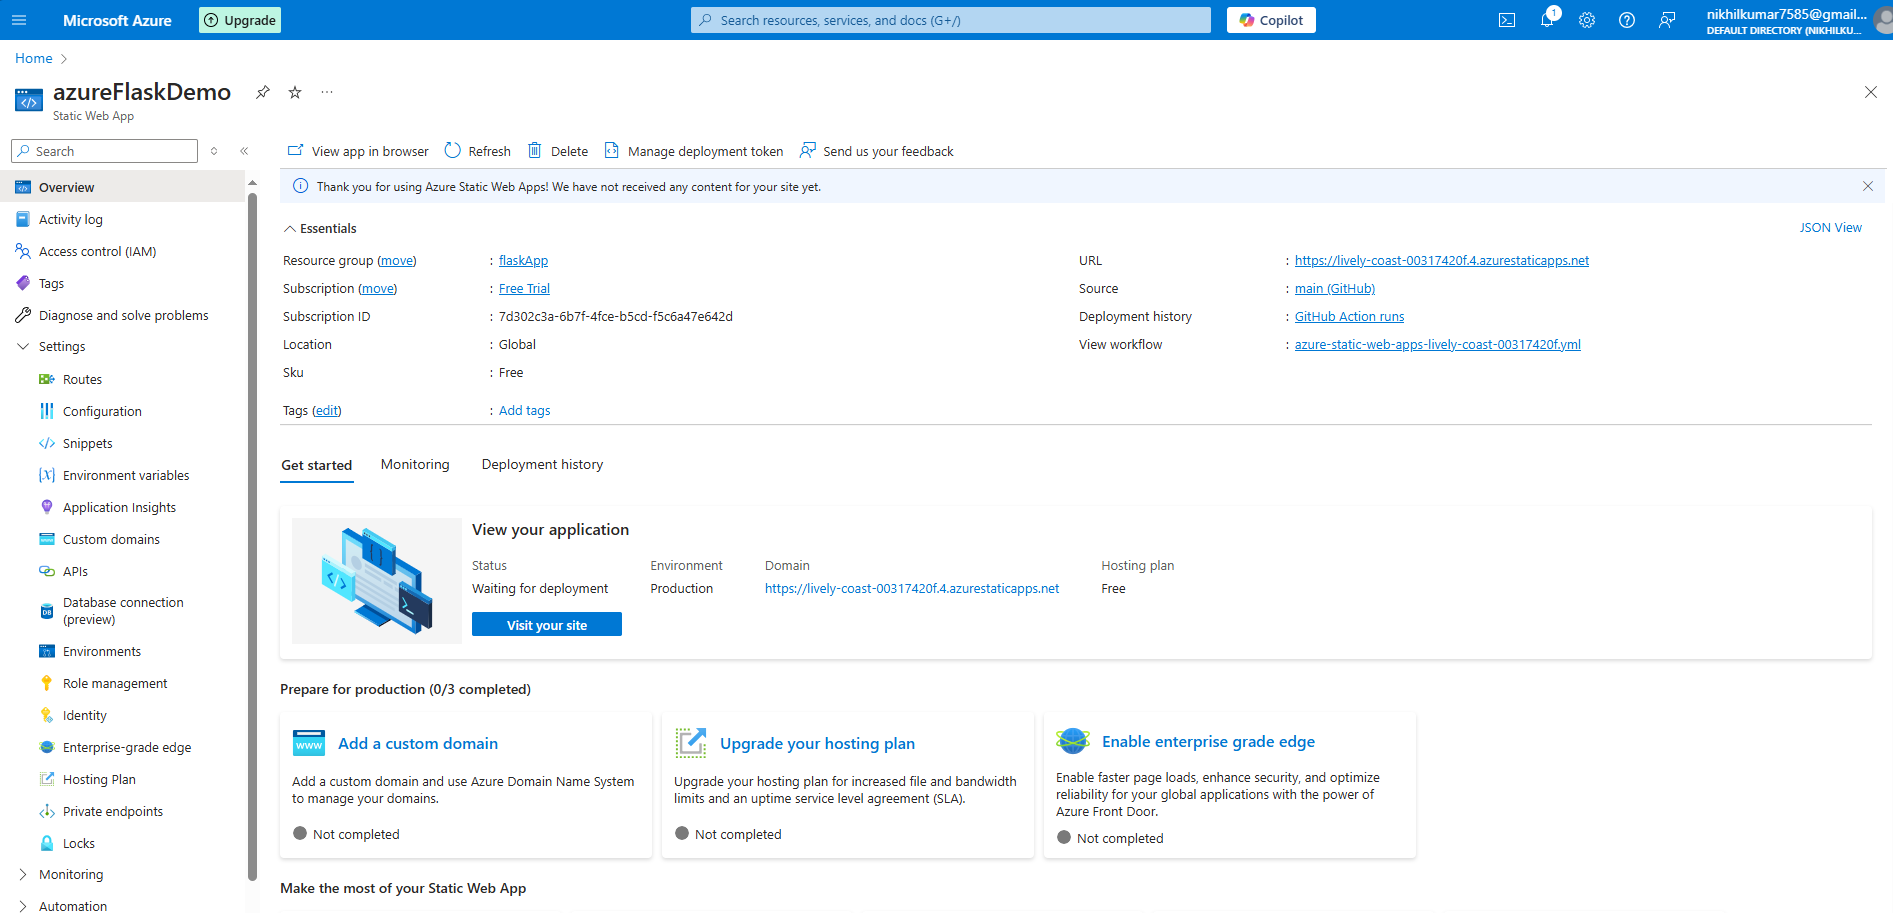 Microsoft Azure
Upgrade
Search resources, services, and docs (G+/)
Copilot
1
nikhilkumar7585@gmail...
DEFAULT DIRECTORY (NIKHILKU...
Home
azureFlaskDemo
Static Web App
Search
Overview
Activity log
Access control (IAM)
Tags
Diagnose and solve problems
Settings
Routes
Configuration
Snippets
Environment variables
Application Insights
Custom domains
APIs
Database connection
(preview)
Environments
Role management
Identity
Enterprise-grade edge
Hosting Plan
Private endpoints
Locks
Monitoring
Automation
View app in browser
Refresh
Delete
Manage deployment token
Send us your feedback
Thank you for using Azure Static Web Apps! We have not received any content for your site yet.
Essentials
JSON View
Resource group (move) : flaskApp
Subscription (move) : Free Trial
Subscription ID : 7d302c3a-6b7f-4fce-b5cd-f5c6a47e642d
Location : Global
Sku : Free
Tags (edit) : Add tags
URL : https://lively-coast-00317420f.4.azurestaticapps.net
Source : main (GitHub)
Deployment history : GitHub Action runs
View workflow : azure-static-web-apps-lively-coast-00317420f.yml
Get started
Monitoring
Deployment history
View your application
Status
Waiting for deployment
Environment
Production
Domain
https://lively-coast-00317420f.4.azurestaticapps.net
Hosting plan
Free
Visit your site
Prepare for production (0/3 completed)
www
Add a custom domain
Add a custom domain and use Azure Domain Name System
to manage your domains.
Not completed
Upgrade your hosting plan
Upgrade your hosting plan for increased file and bandwidth
limits and an uptime service level agreement (SLA).
Not completed
Enable enterprise grade edge
Enable faster page loads, enhance security, and optimize
reliability for your global applications with the power of
Azure Front Door.
Not completed
Make the most of your Static Web App